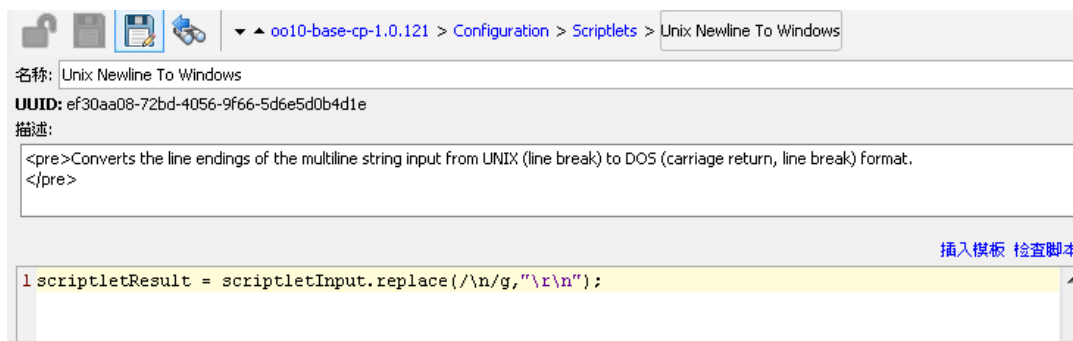 oo10-base-cp-1.0.121 > Configuration > Scriptlets > Unix Newline To Windows
名称: Unix Newline To Windows
UUID: ef30aa08-72bd-4056-9f66-5d6e5d0b4d1e
描述:
<pre>Converts the line endings of the multiline string input from UNIX (line break) to DOS (carriage return, line break) format.
</pre>
插入模板 检查脚本
1 scriptletResult = scriptletInput.replace(/\n/g,"\r\n");